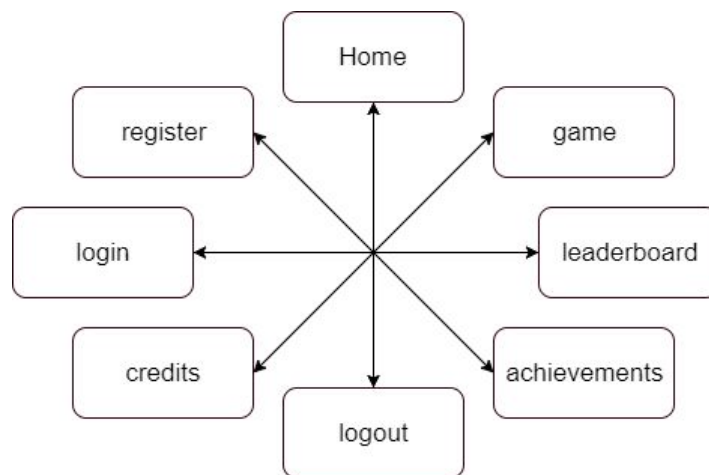 Home
register
game
login
leaderboard
credits
achievements
logout